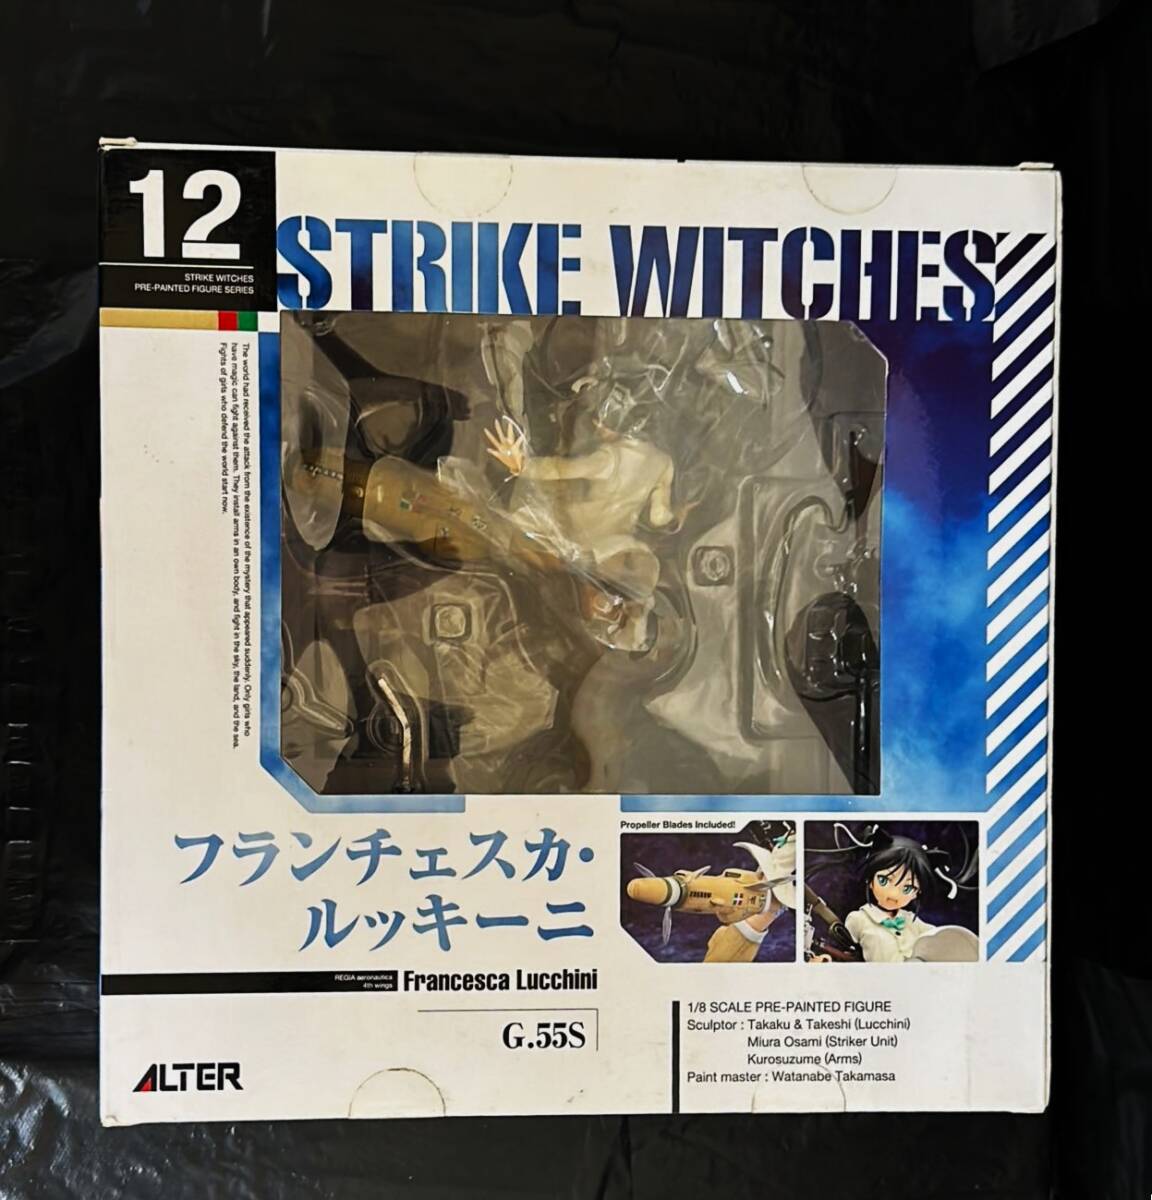 12
STRIKE WITCHES
PRE-PAINTED FIGURE SERIES
STRIKE WITCHES
The world had received the attack from the existence of the mystery that appeared suddenly. Only girls who
have magic can fight against them. They install arms in an own body, and fight in the sky, the land, and the sea.
Fights of girls who defend the world start now.
フランチェスカ・
ルッキーニ
Propeller Blades Included!
REGIA aeronautica
4th wings
Francesca Lucchini
G.55S
ALTER
1/8 SCALE PRE-PAINTED FIGURE
Sculptor : Takaku & Takeshi (Lucchini)
Miura Osami (Striker Unit)
Kurosuzume (Arms)
Paint master : Watanabe Takamasa